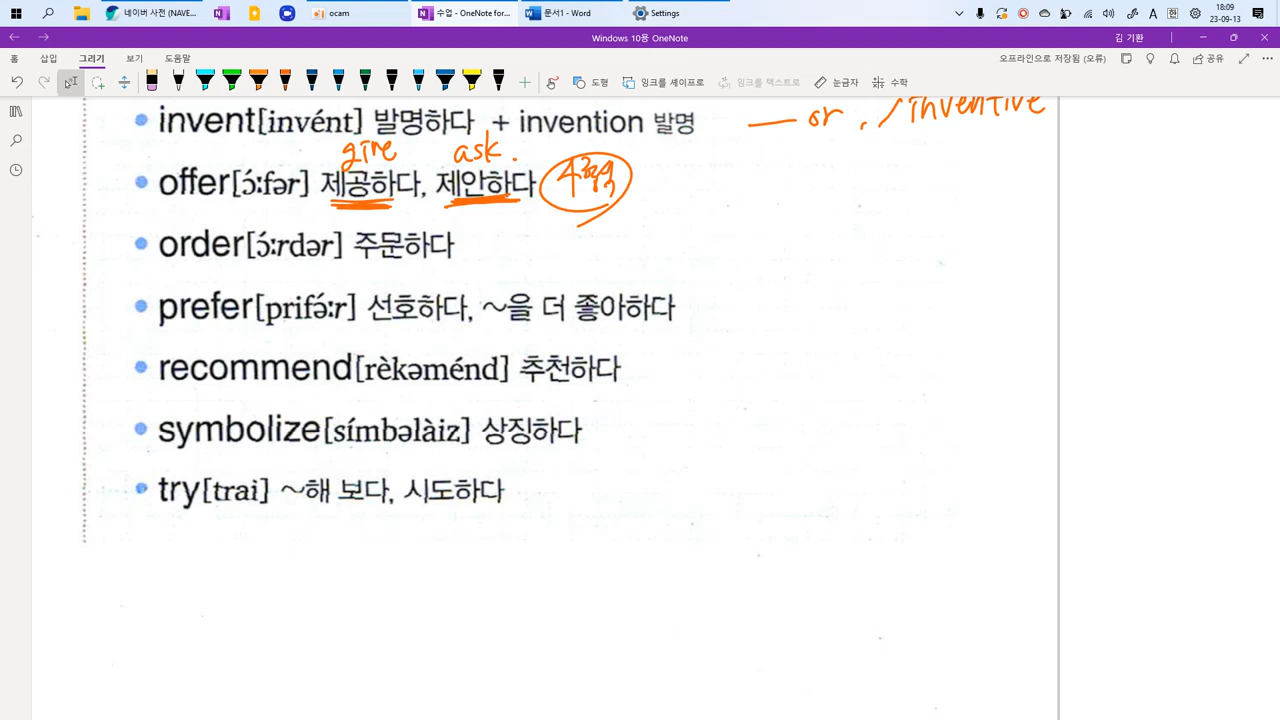 네이버 사전 (NAVE...
ocam
수업 - OneNote for...
문서1 - Word
Settings
18:09
23-09-13
Windows 10용 OneNote
김 기환
홈 삽입 그리기 보기 도움말
오프라인으로 저장됨 (오류)
공유
도형
잉크를 셰이프로
잉크를 텍스트로
눈금자
수학
invent[invént] 발명하다 + invention 발명
— or , / inventive
give ask.
offer[ɔ́ːfər] 제공하다, 제안하다 4형식
order[ɔ́ːrdər] 주문하다
prefer[prifə́ːr] 선호하다, ~을 더 좋아하다
recommend[rèkəménd] 추천하다
symbolize[símbəlàiz] 상징하다
try[trai] ~해 보다, 시도하다